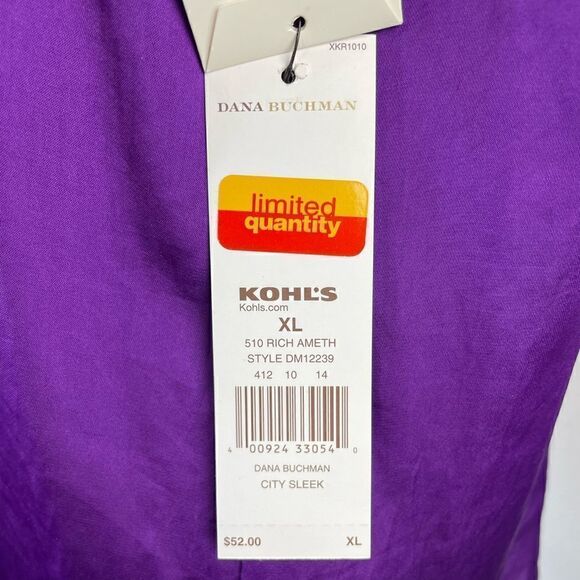 XKR1010
DANA BUCHMAN
limited
quantity
KOHL'S
Kohls.com
XL
510 RICH AMETH
STYLE DM12239
412 10 14
4 00924 33054 0
DANA BUCHMAN
CITY SLEEK
$52.00 XL